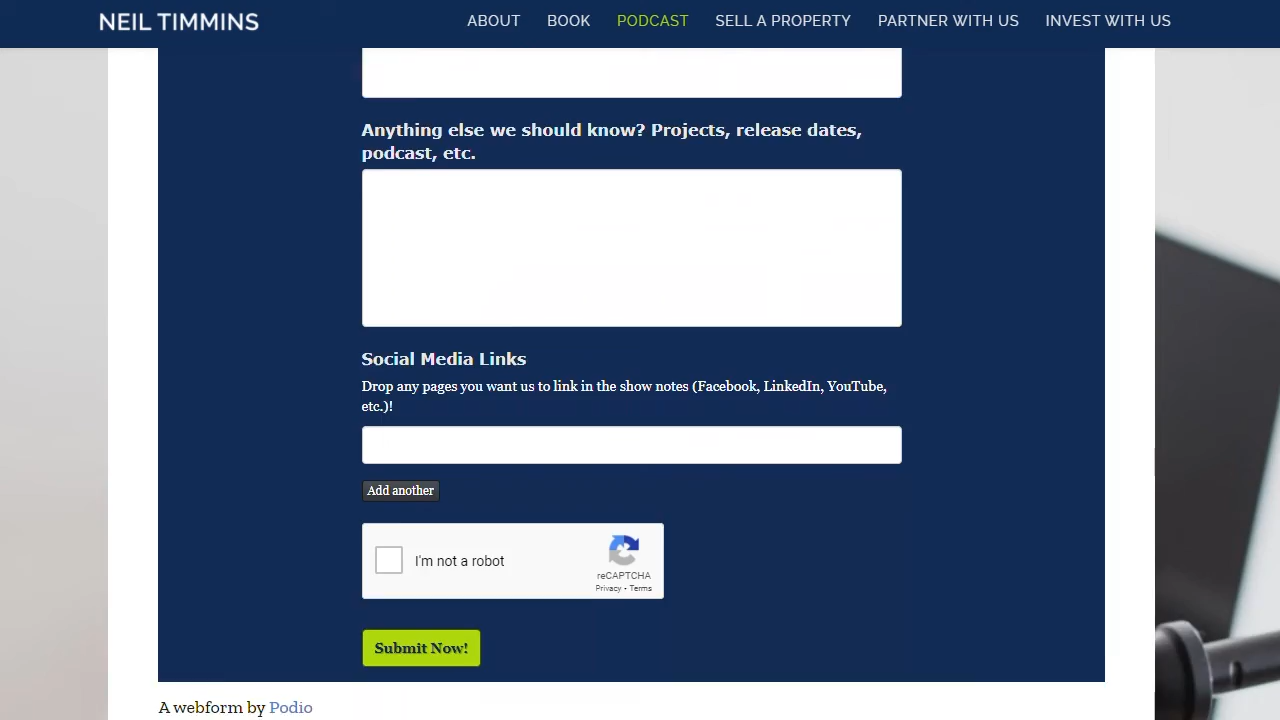 NEIL TIMMINS
ABOUT BOOK PODCAST SELL A PROPERTY PARTNER WITH US INVEST WITH US
Anything else we should know? Projects, release dates,
podcast, etc.
Social Media Links
Drop any pages you want us to link in the show notes (Facebook, LinkedIn, YouTube,
etc.)!
Add another
I'm not a robot
reCAPTCHA
Privacy - Terms
Submit Now!
A webform by Podio